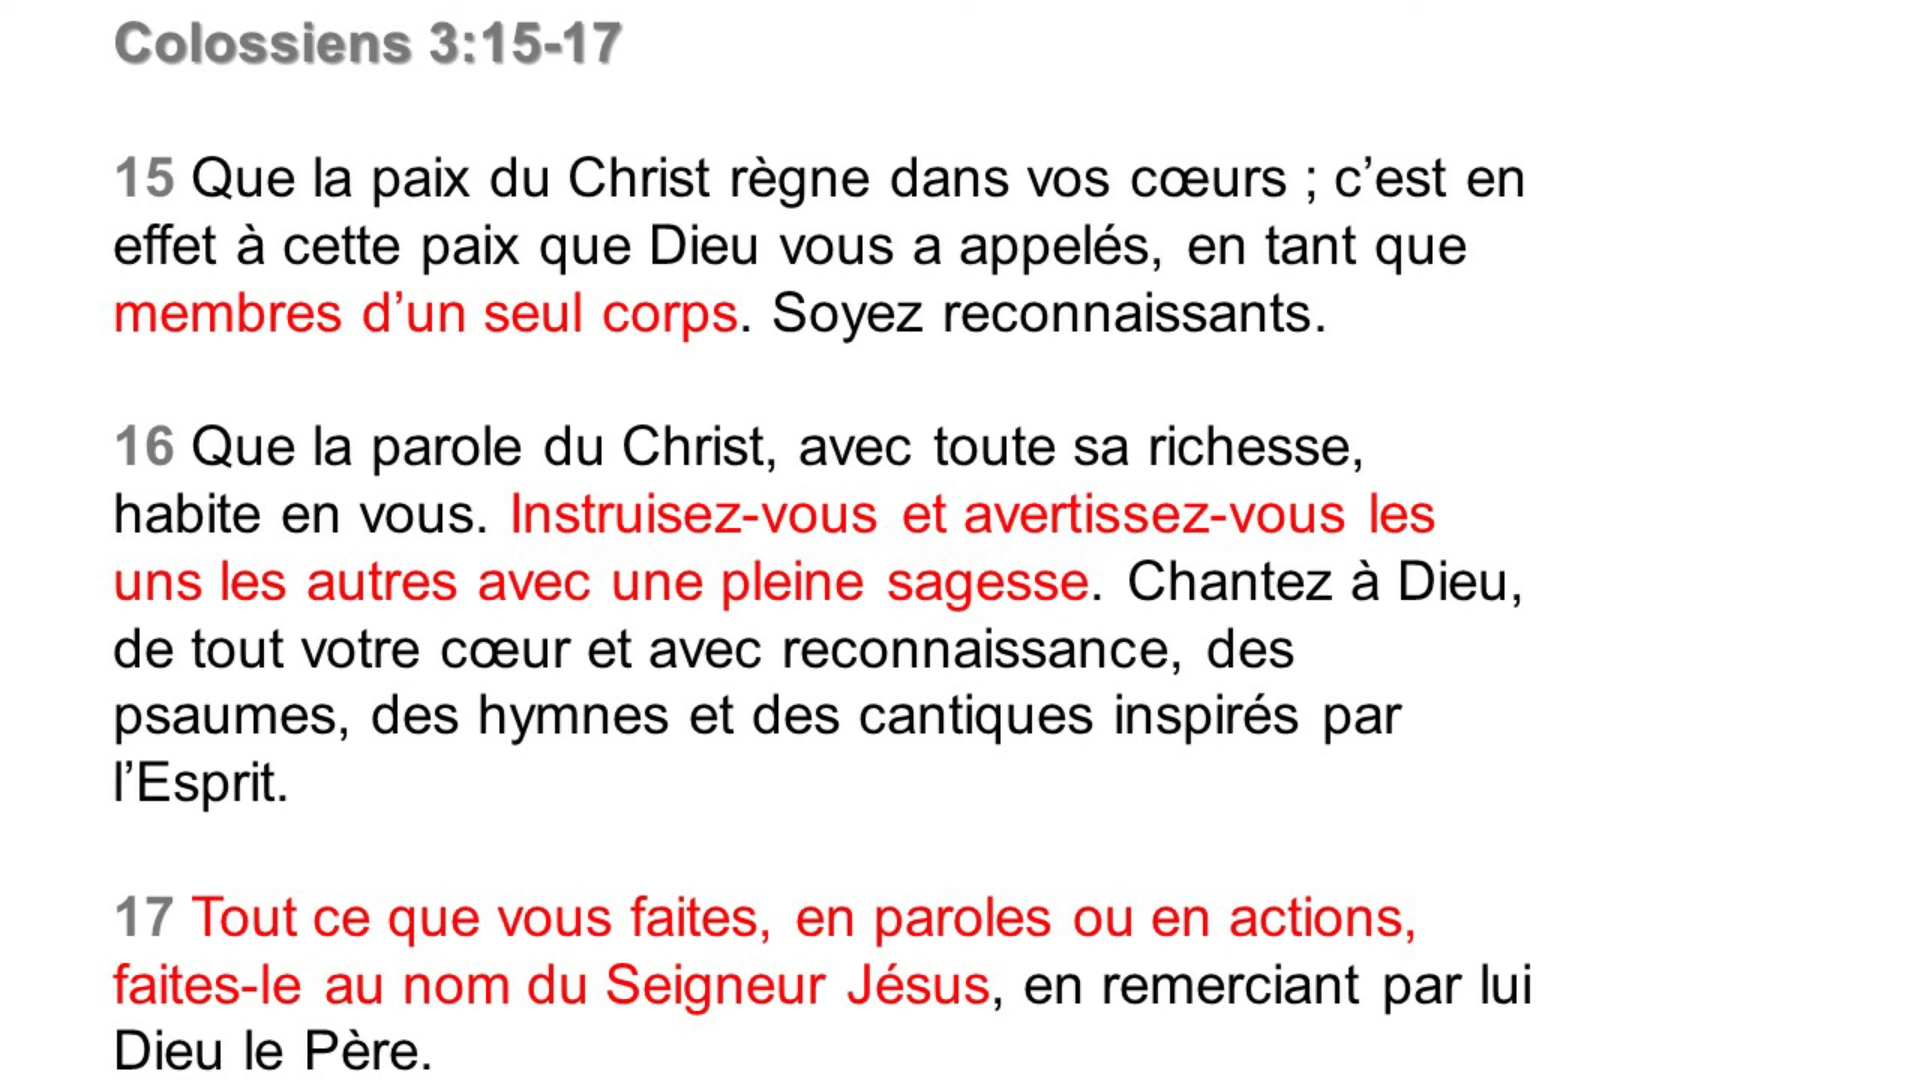 Colossiens 3:15-17
15 Que la paix du Christ règne dans vos cœurs ; c’est en
effet à cette paix que Dieu vous a appelés, en tant que
membres d’un seul corps. Soyez reconnaissants.
16 Que la parole du Christ, avec toute sa richesse,
habite en vous. Instruisez-vous et avertissez-vous les
uns les autres avec une pleine sagesse. Chantez à Dieu,
de tout votre cœur et avec reconnaissance, des
psaumes, des hymnes et des cantiques inspirés par
l’Esprit.
17 Tout ce que vous faites, en paroles ou en actions,
faites-le au nom du Seigneur Jésus, en remerciant par lui
Dieu le Père.